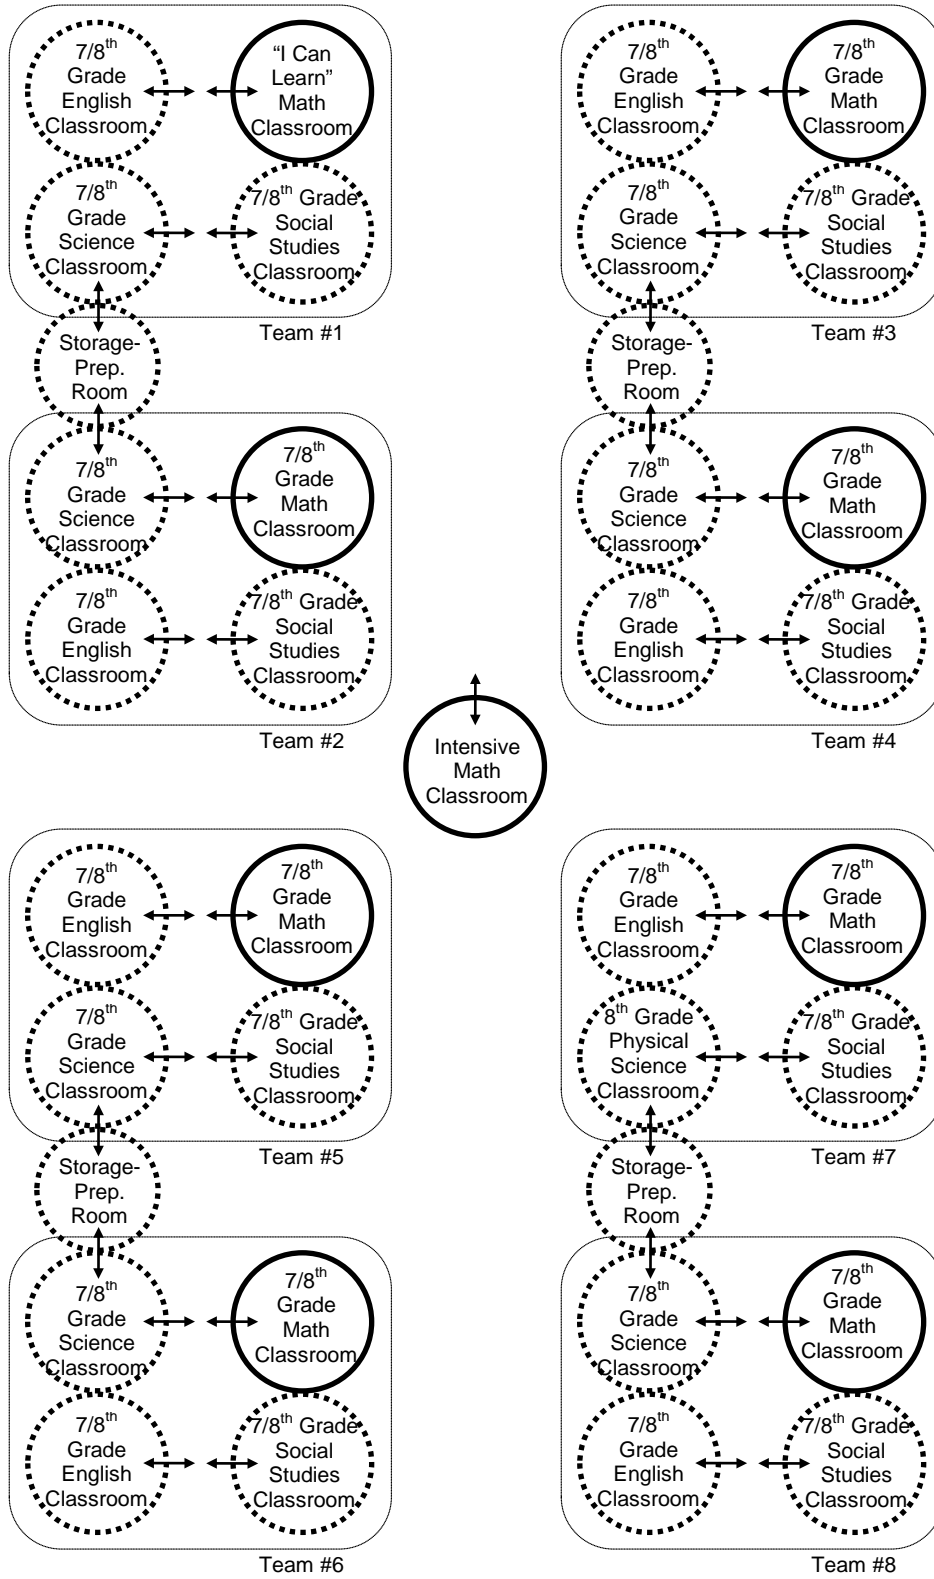 7/8th
Grade
English
Classroom
“I Can
Learn”
Math
Classroom
7/8th
Grade
Science
Classroom
7/8th Grade
Social
Studies
Classroom
Team #1
Storage-
Prep.
Room
7/8th
Grade
Science
Classroom
7/8th
Grade
Math
Classroom
7/8th
Grade
English
Classroom
7/8th Grade
Social
Studies
Classroom
Team #2
7/8th
Grade
English
Classroom
7/8th
Grade
Math
Classroom
7/8th
Grade
Science
Classroom
7/8th Grade
Social
Studies
Classroom
Team #3
Storage-
Prep.
Room
7/8th
Grade
Science
Classroom
7/8th
Grade
Math
Classroom
7/8th
Grade
English
Classroom
7/8th Grade
Social
Studies
Classroom
Team #4
Intensive
Math
Classroom
7/8th
Grade
English
Classroom
7/8th
Grade
Math
Classroom
7/8th
Grade
Science
Classroom
7/8th Grade
Social
Studies
Classroom
Team #5
Storage-
Prep.
Room
7/8th
Grade
Science
Classroom
7/8th
Grade
Math
Classroom
7/8th
Grade
English
Classroom
7/8th Grade
Social
Studies
Classroom
Team #6
7/8th
Grade
English
Classroom
7/8th
Grade
Math
Classroom
8th Grade
Physical
Science
Classroom
7/8th Grade
Social
Studies
Classroom
Team #7
Storage-
Prep.
Room
7/8th
Grade
Science
Classroom
7/8th
Grade
Math
Classroom
7/8th
Grade
English
Classroom
7/8th Grade
Social
Studies
Classroom
Team #8